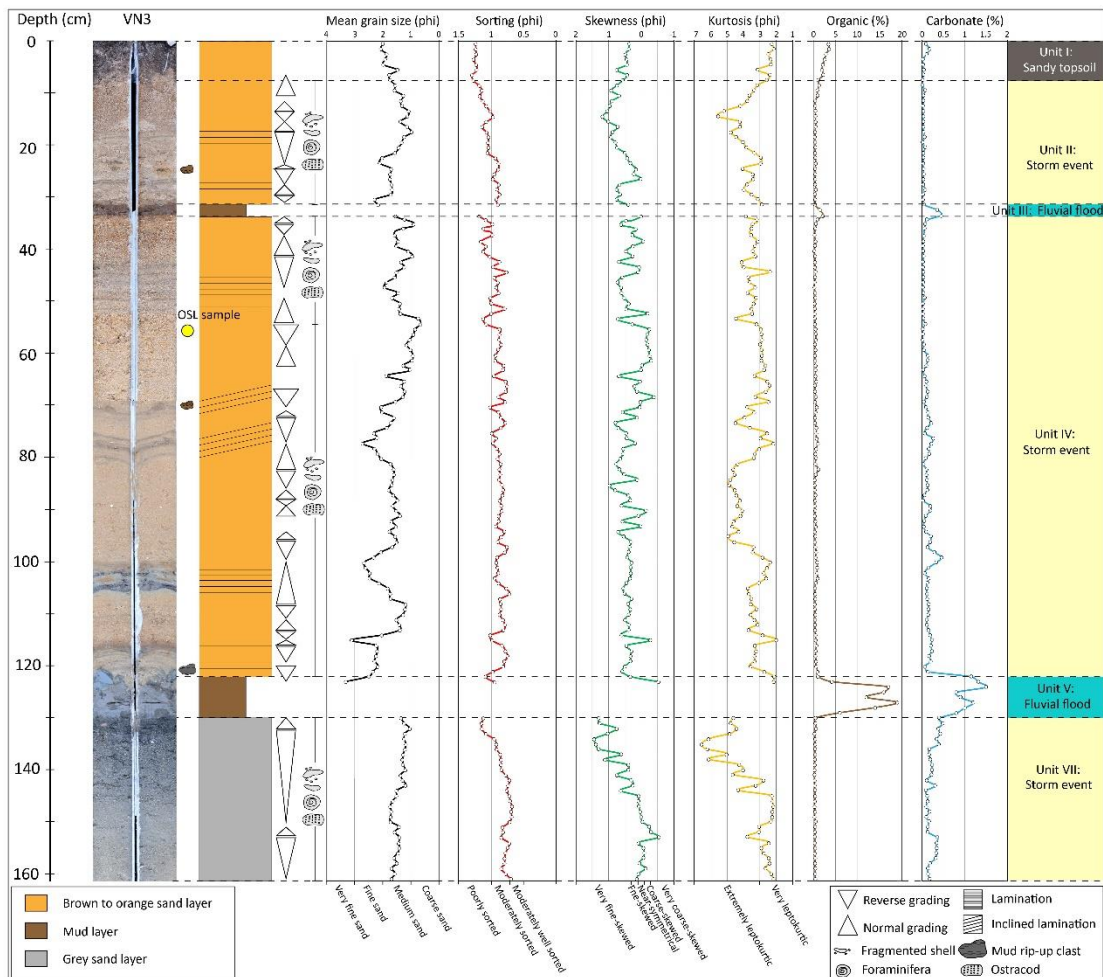 Depth (cm)
VN3
Mean grain size (phi)
Sorting (phi)
Skewness (phi)
Kurtosis (phi)
Organic (%)
Carbonate (%)
4 3 2 1 0
1.5 1 0.5 0
2 1 0 -1
7 6 5 4 3 2 1
0 5 10 15 20
0 0.5 1 1.5 2
0
20
40
60
80
100
120
140
160
OSL sample
Unit I:
Sandy topsoil
Unit II:
Storm event
Unit III: Fluvial flood
Unit IV:
Storm event
Unit V:
Fluvial flood
Unit VII:
Storm event
Very fine sand
Fine sand
Medium sand
Coarse sand
Poorly sorted
Moderately sorted
Moderately well sorted
Very fine-skewed
Fine-skewed
Near-symmetrical
Coarse-skewed
Very coarse-skewed
Extremely leptokurtic
Very leptokurtic
Brown to orange sand layer
Mud layer
Grey sand layer
Reverse grading
Normal grading
Fragmented shell
Foraminifera
Lamination
Inclined lamination
Mud rip-up clast
Ostracod